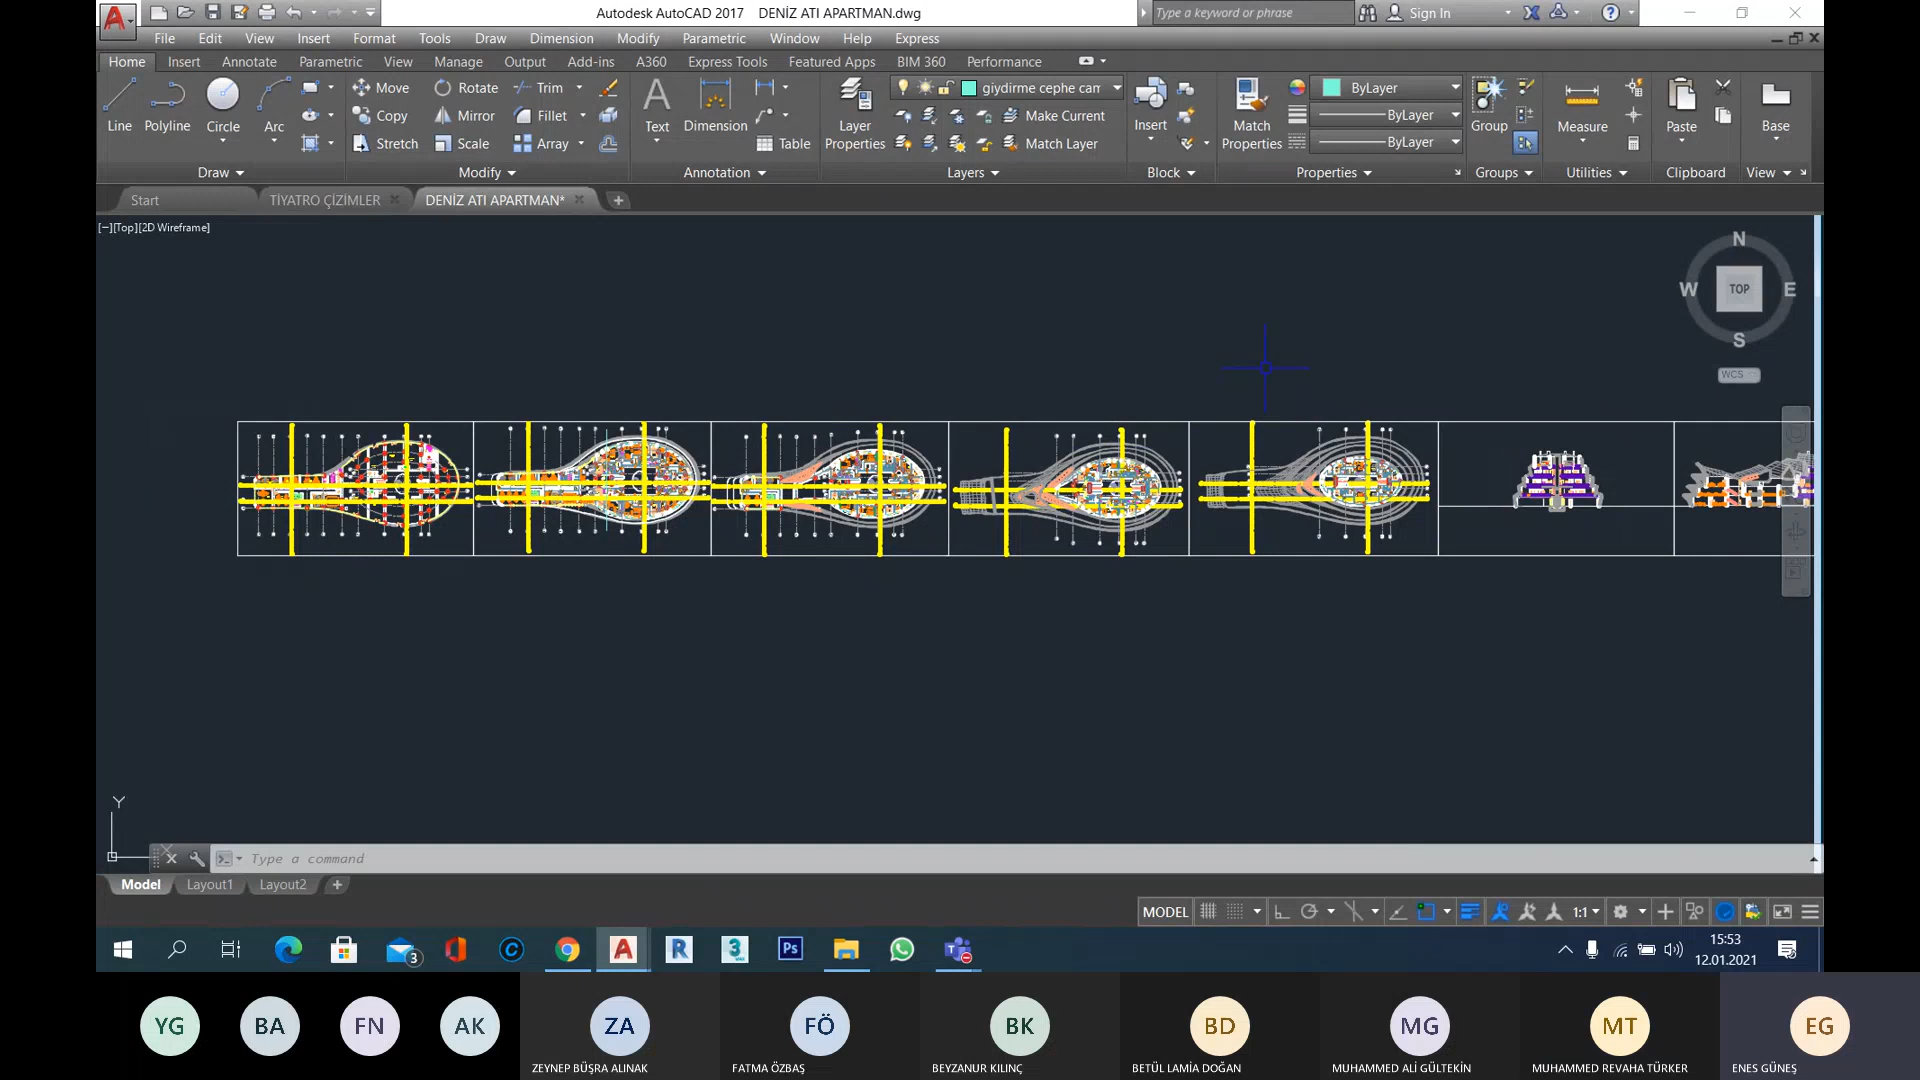 Autodesk AutoCAD 2017 DENİZ ATI APARTMAN.dwg
Type a keyword or phrase
Sign In
File Edit View Insert Format Tools Draw Dimension Modify Parametric Window Help Express
Home Insert Annotate Parametric View Manage Output Add-ins A360 Express Tools Featured Apps BIM 360 Performance
Line Polyline Circle Arc
Move Rotate Trim
Copy Mirror Fillet
Stretch Scale Array
Text Dimension Table
Layer Properties
giydirme cephe cam
Make Current
Match Layer
Insert
Match Properties
ByLayer
ByLayer
ByLayer
Group
Measure
Paste
Base
Draw Modify Annotation Layers Block Properties Groups Utilities Clipboard View
Start TİYATRO ÇİZİMLER DENİZ ATI APARTMAN*
[−][Top][2D Wireframe]
N
W TOP E
S
WCS
Y
X
Type a command
Model Layout1 Layout2
MODEL 1:1
3
15:53
12.01.2021
YG BA FN AK ZA FÖ BK BD MG MT EG
ZEYNEP BÜŞRA ALINAK FATMA ÖZBAŞ BEYZANUR KILINÇ BETÜL LAMİA DOĞAN MUHAMMED ALİ GÜLTEKİN MUHAMMED REVAHA TÜRKER ENES GÜNEŞ